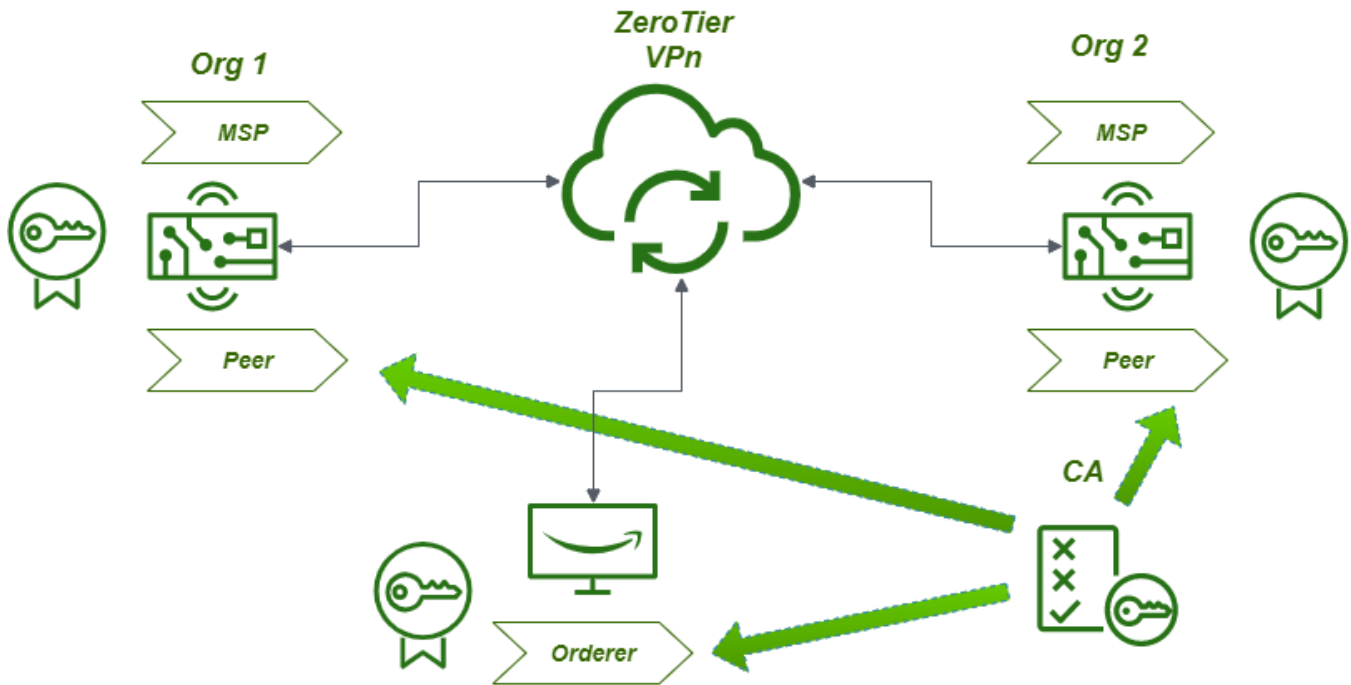 ZeroTier
VPn
Org 1
Org 2
MSP
MSP
Peer
Peer
CA
Orderer